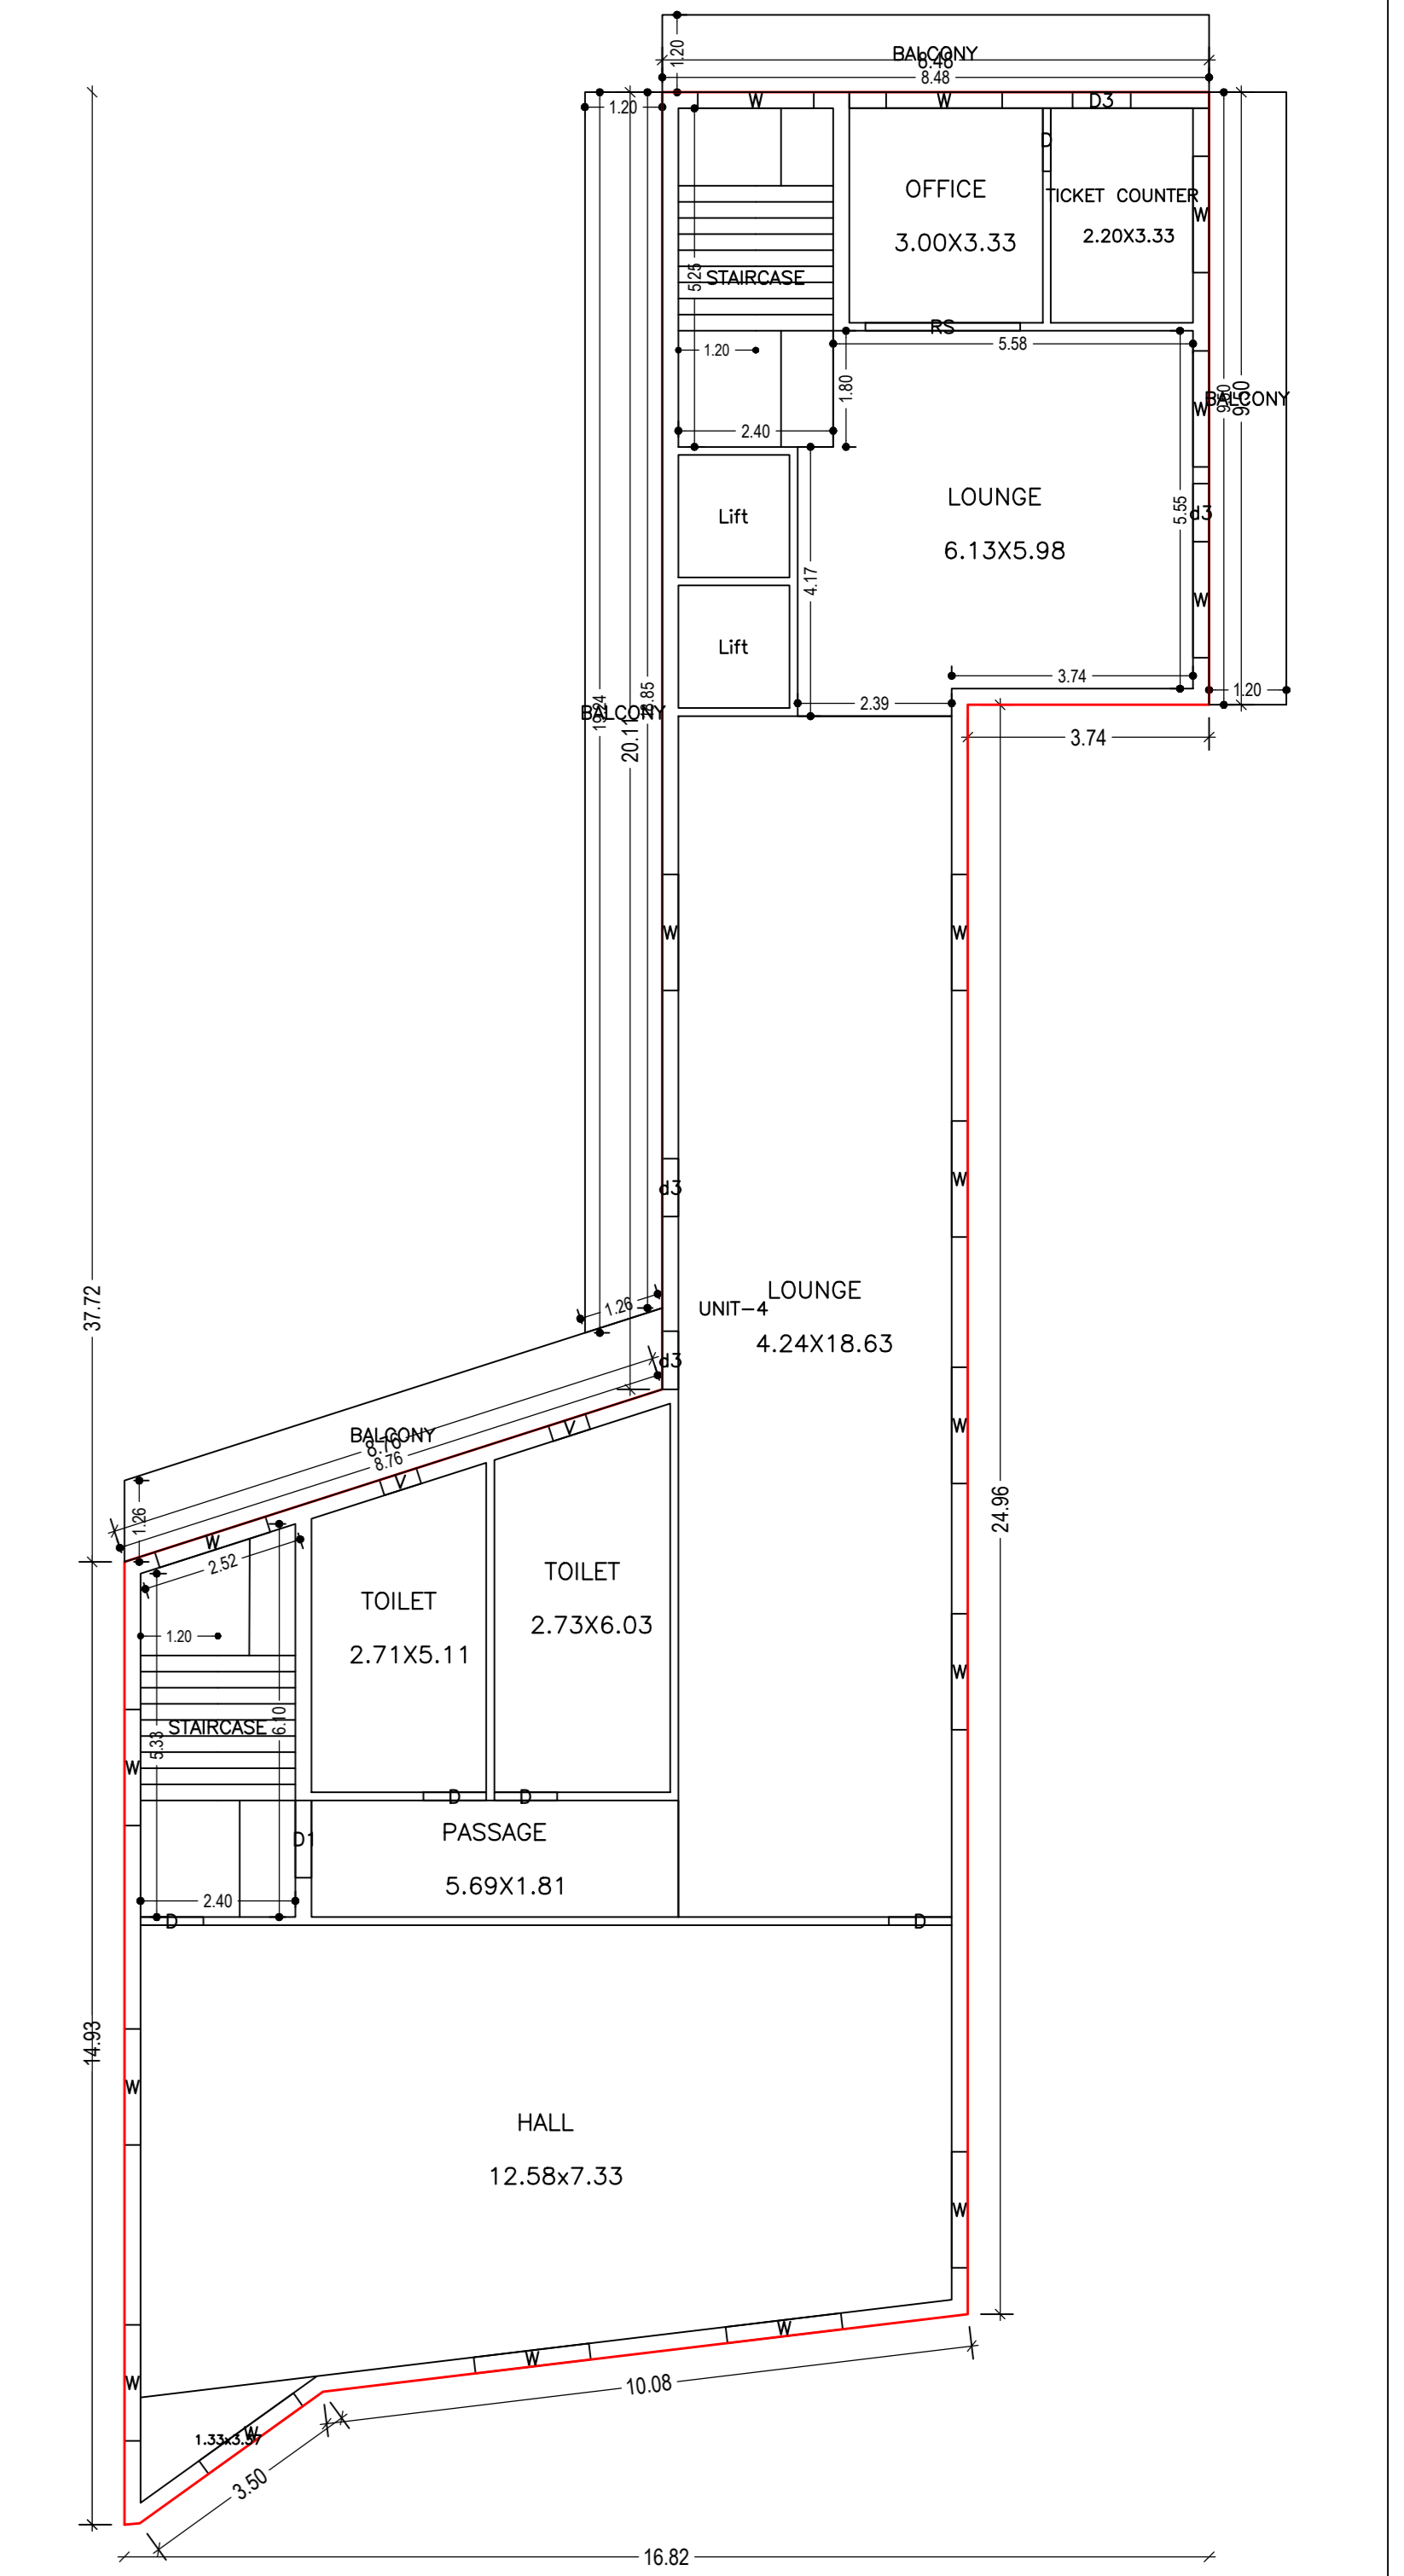 1.20
BALCONY
8.48
8.48
W
W
D3
1.20
D
OFFICE
TICKET COUNTER
W
3.00X3.33
2.20X3.33
5.25
STAIRCASE
RS
1.20
5.58
1.80
9.50
9.50
BALCONY
W
2.40
LOUNGE
6.13X5.98
Lift
5.55
d3
4.17
W
Lift
3.74
1.20
2.39
BALCONY
19.24
20.11
3.74
W
W
d3
W
37.72
1.26
LOUNGE
UNIT-4
4.24X18.63
d3
W
BALCONY
8.76
8.76
V
V
24.96
1.26
W
2.52
TOILET
2.73X6.03
TOILET
2.71X5.11
1.20
W
STAIRCASE
6.10
5.33
W
D
D
D1
PASSAGE
5.69X1.81
2.40
D
D
14.93
W
HALL
12.58x7.33
W
W
W
W
10.08
W
1.33x3.37
3.50
16.82